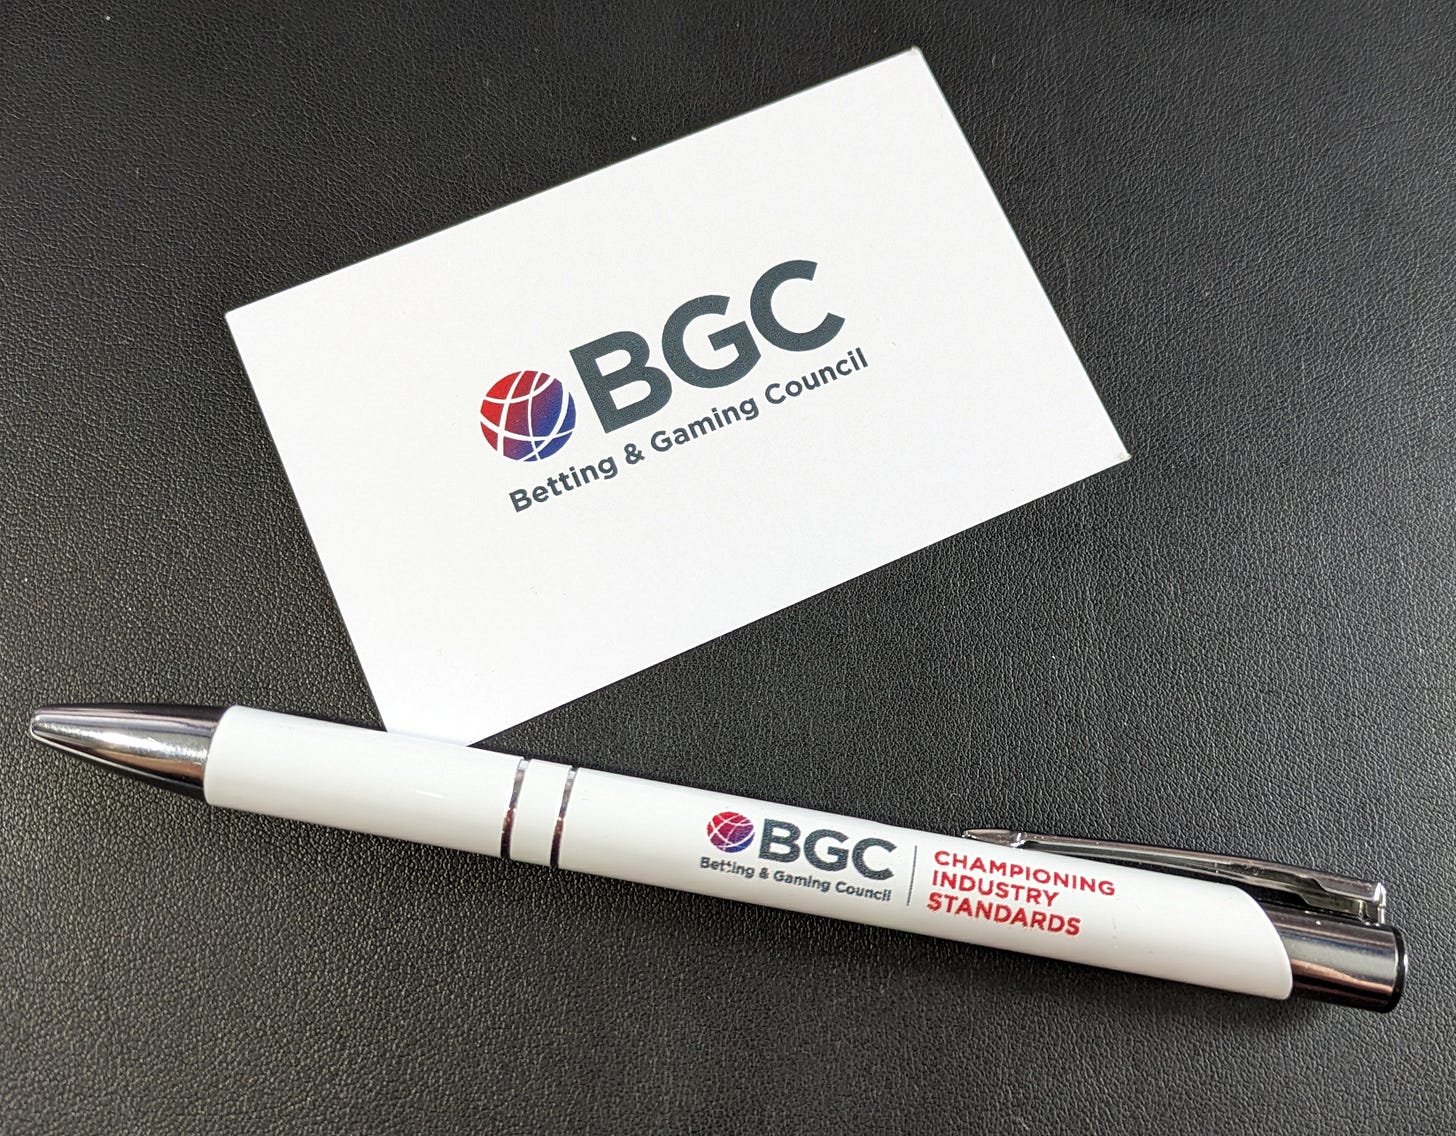 BGC
Betting & Gaming Council
BGC
Betting & Gaming Council
CHAMPIONING
INDUSTRY
STANDARDS